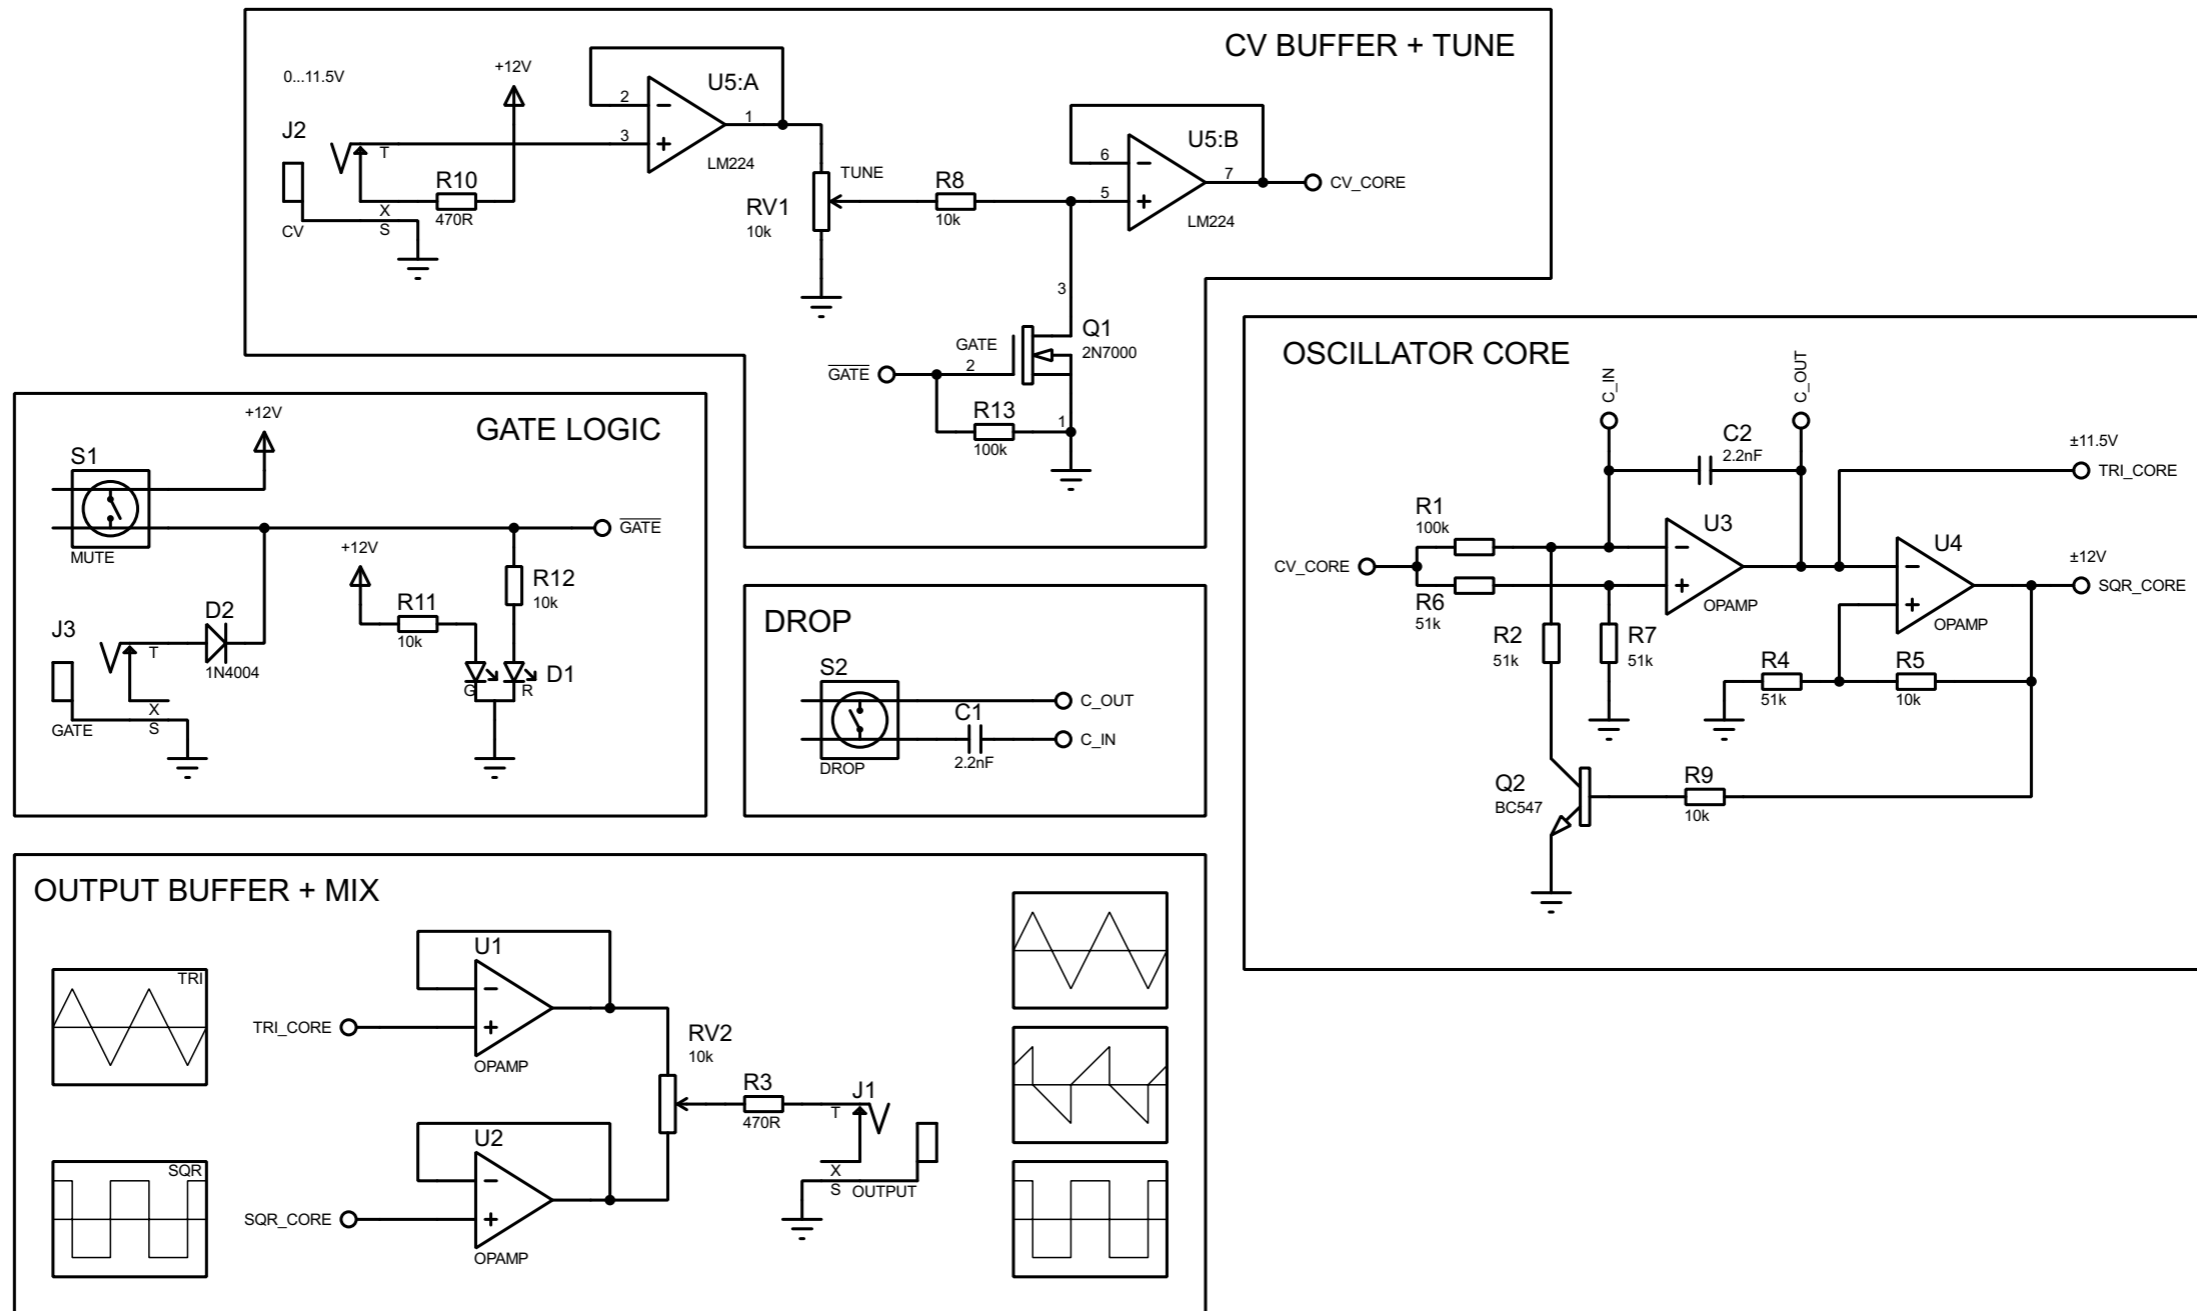 CV BUFFER + TUNE
0...11.5V
+12V
J2
T
R10
470R
X
S
CV
U5:A
2
3
1
LM224
TUNE
RV1
10k
R8
10k
U5:B
6
5
7
LM224
CV_CORE
3
Q1
2N7000
GATE
2
GATE
R13
100k
1
GATE LOGIC
+12V
S1
MUTE
GATE
+12V
R12
10k
R11
10k
D2
1N4004
J3
T
X
S
GATE
G
R
D1
DROP
S2
DROP
C1
2.2nF
C_OUT
C_IN
OSCILLATOR CORE
C_IN
C_OUT
C2
2.2nF
±11.5V
TRI_CORE
R1
100k
CV_CORE
R6
51k
U3
OPAMP
U4
OPAMP
±12V
SQR_CORE
R2
51k
R7
51k
R4
51k
R5
10k
Q2
BC547
R9
10k
OUTPUT BUFFER + MIX
TRI
TRI_CORE
U1
OPAMP
RV2
10k
R3
470R
J1
T
X
S
OUTPUT
SQR
SQR_CORE
U2
OPAMP